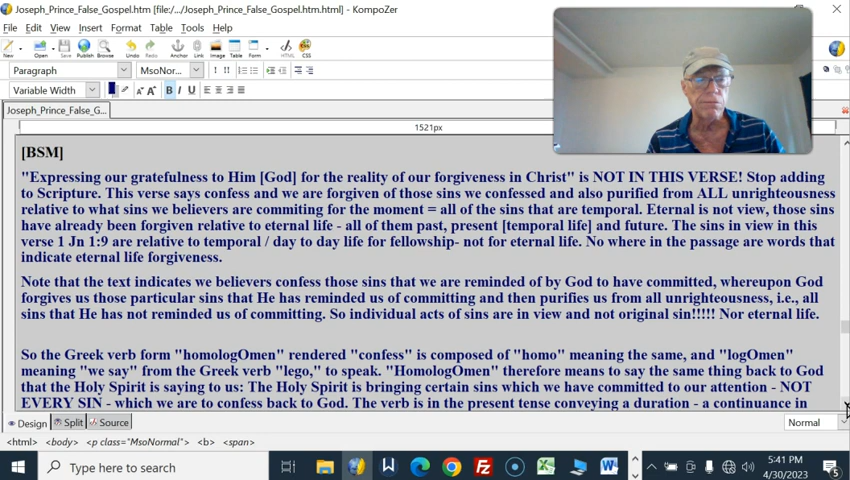 Joseph_Prince_False_Gospel.htm [file:/.../Joseph_Prince_False_Gospel.htm.html] - KompoZer
File Edit View Insert Format Table Tools Help
New Open Save Publish Browse Undo Redo Anchor Link Image Table Form HTML CSS
Paragraph MsoNor...
Variable Width A A B I U
Joseph_Prince_False_G...
1521px
[BSM]
"Expressing our gratefulness to Him [God] for the reality of our forgiveness in Christ" is NOT IN THIS VERSE! Stop adding
to Scripture. This verse says confess and we are forgiven of those sins we confessed and also purified from ALL unrighteousness
relative to what sins we believers are commiting for the moment = all of the sins that are temporal. Eternal is not view, those sins
have already been forgiven relative to eternal life - all of them past, present [temporal life] and future. The sins in view in this
verse 1 Jn 1:9 are relative to temporal / day to day life for fellowship- not for eternal life. No where in the passage are words that
indicate eternal life forgiveness.
Note that the text indicates we believers confess those sins that we are reminded of by God to have committed, whereupon God
forgives us those particular sins that He has reminded us of committing and then purifies us from all unrighteousness, i.e., all
sins that He has not reminded us of committing. So individual acts of sins are in view and not original sin!!!!! Nor eternal life.
So the Greek verb form "homologOmen" rendered "confess" is composed of "homo" meaning the same, and "logOmen"
meaning "we say" from the Greek verb "lego," to speak. "HomologOmen" therefore means to say the same thing back to God
that the Holy Spirit is saying to us: The Holy Spirit is bringing certain sins which we have committed to our attention - NOT
EVERY SIN - which we are to confess back to God. The verb is in the present tense conveying a duration - a continuance in
Design Split Source Normal
<html> <body> <p class="MsoNormal"> <b> <span>
Type here to search
5:41 PM
4/30/2023
5